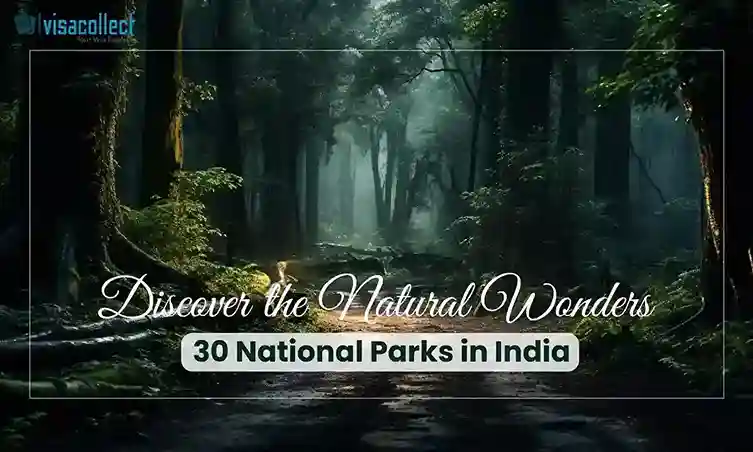 visacollect
Discover the Natural Wonders
30 National Parks in India